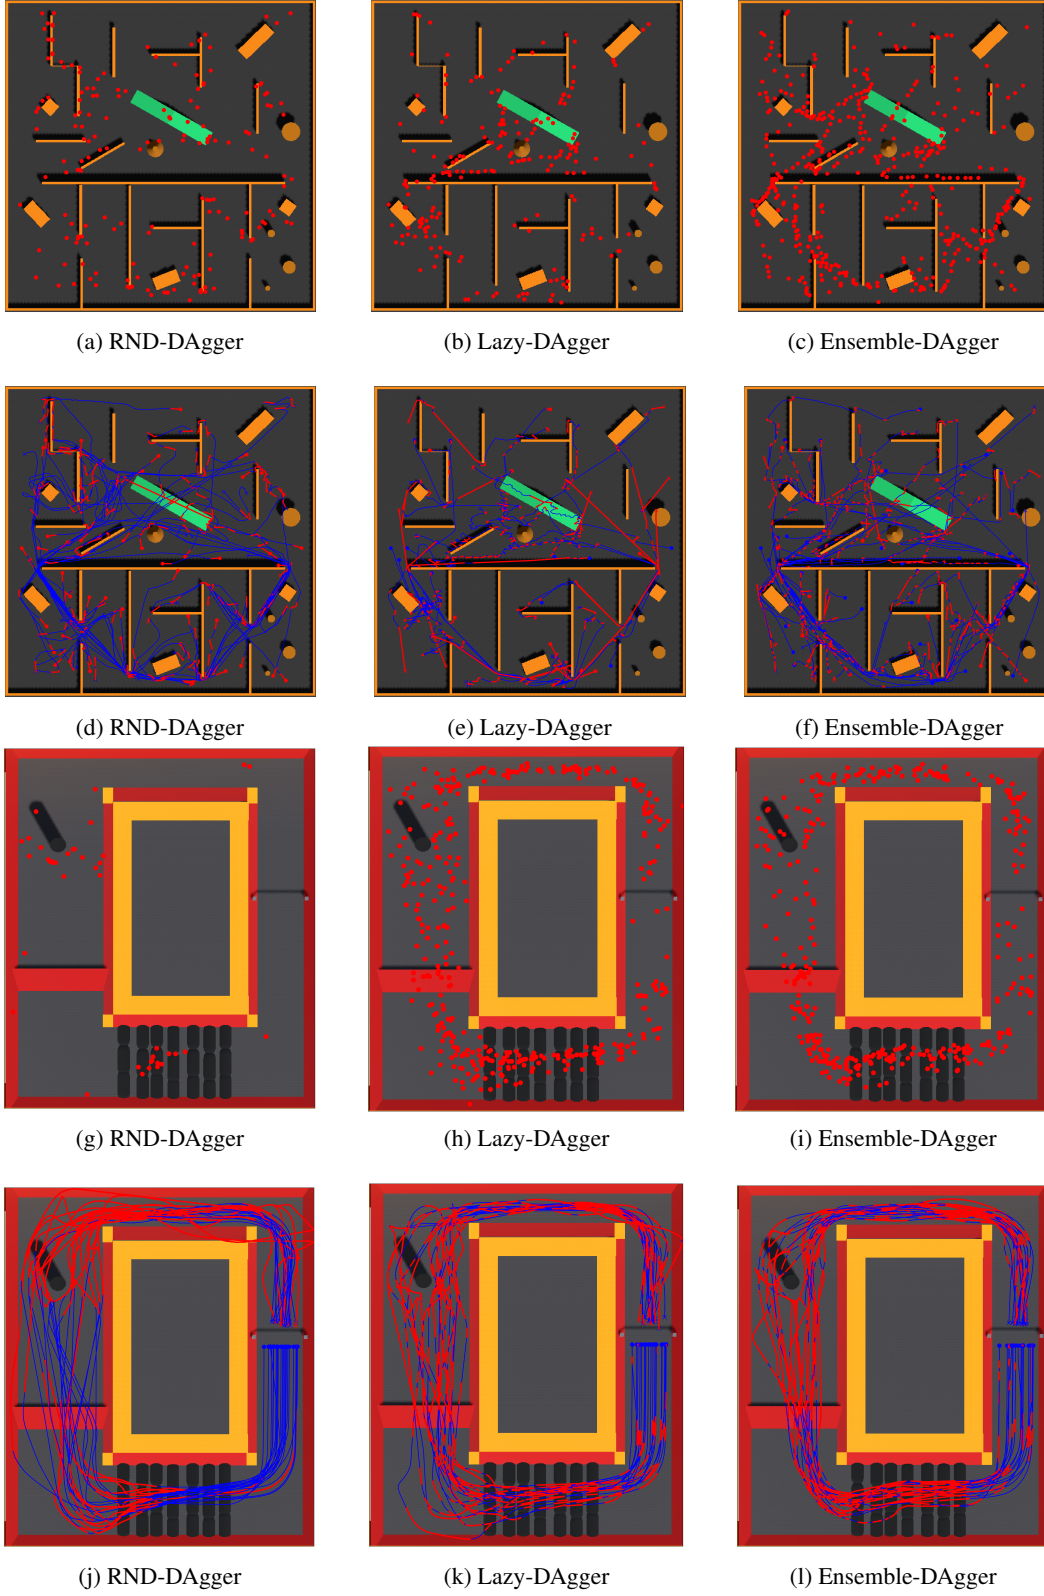 (a) RND-DAgger
(b) Lazy-DAgger
(c) Ensemble-DAgger
(d) RND-DAgger
(e) Lazy-DAgger
(f) Ensemble-DAgger
(g) RND-DAgger
(h) Lazy-DAgger
(i) Ensemble-DAgger
(j) RND-DAgger
(k) Lazy-DAgger
(l) Ensemble-DAgger